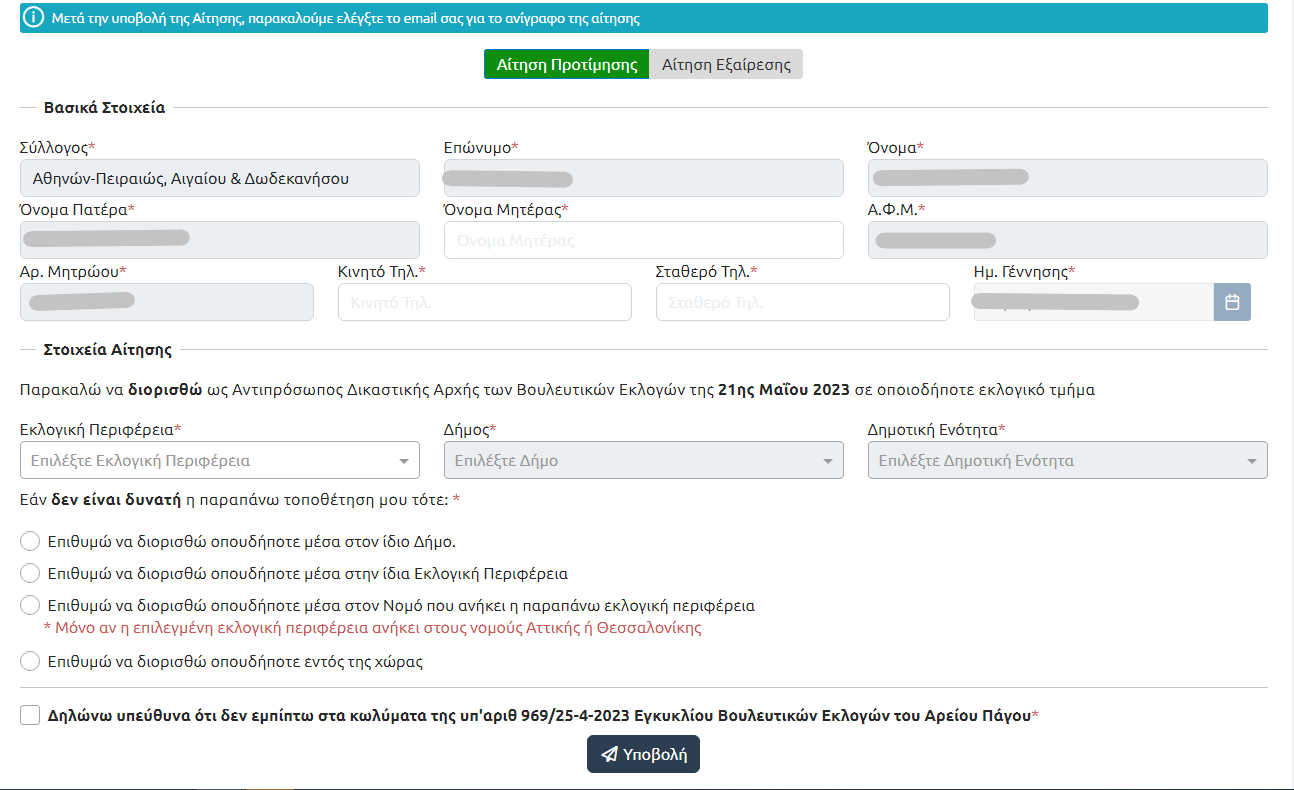 Μετά την υποβολή της Αίτησης, παρακαλούμε ελέγξτε το email σας για το ανίγραφο της αίτησης
Αίτηση Προτίμησης Αίτηση Εξαίρεσης
Βασικά Στοιχεία
Σύλλογος* Επώνυμο* Όνομα*
Αθηνών-Πειραιώς, Αιγαίου & Δωδεκανήσου
Όνομα Πατέρα* Όνομα Μητέρας* Α.Φ.Μ.*
Όνομα Μητέρας
Αρ. Μητρώου* Κινητό Τηλ.* Σταθερό Τηλ.* Ημ. Γέννησης*
Κινητό Τηλ. Σταθερό Τηλ.
Στοιχεία Αίτησης
Παρακαλώ να διορισθώ ως Αντιπρόσωπος Δικαστικής Αρχής των Βουλευτικών Εκλογών της 21ης Μαΐου 2023 σε οποιοδήποτε εκλογικό τμήμα
Εκλογική Περιφέρεια* Δήμος* Δημοτική Ενότητα*
Επιλέξτε Εκλογική Περιφέρεια Επιλέξτε Δήμο Επιλέξτε Δημοτική Ενότητα
Εάν δεν είναι δυνατή η παραπάνω τοποθέτηση μου τότε: *
Επιθυμώ να διορισθώ οπουδήποτε μέσα στον ίδιο Δήμο.
Επιθυμώ να διορισθώ οπουδήποτε μέσα στην ίδια Εκλογική Περιφέρεια
Επιθυμώ να διορισθώ οπουδήποτε μέσα στον Νομό που ανήκει η παραπάνω εκλογική περιφέρεια
* Μόνο αν η επιλεγμένη εκλογική περιφέρεια ανήκει στους νομούς Αττικής ή Θεσσαλονίκης
Επιθυμώ να διορισθώ οπουδήποτε εντός της χώρας
Δηλώνω υπεύθυνα ότι δεν εμπίπτω στα κωλύματα της υπ'αριθ 969/25-4-2023 Εγκυκλίου Βουλευτικών Εκλογών του Αρείου Πάγου*
Υποβολή